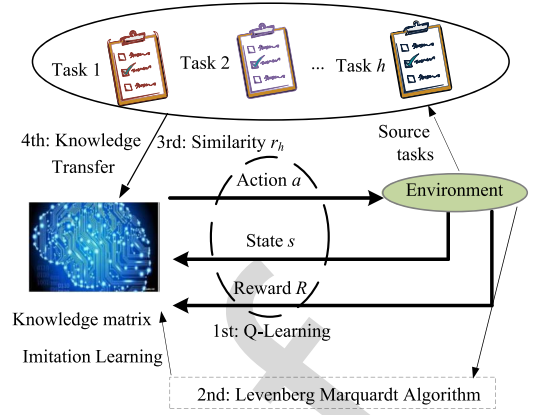 Task 1
Task 2
...
Task h
4th: Knowledge
Transfer
3rd: Similarity r_h
Source
tasks
Action a
Environment
State s
Reward R
Knowledge matrix
1st: Q-Learning
Imitation Learning
2nd: Levenberg Marquardt Algorithm